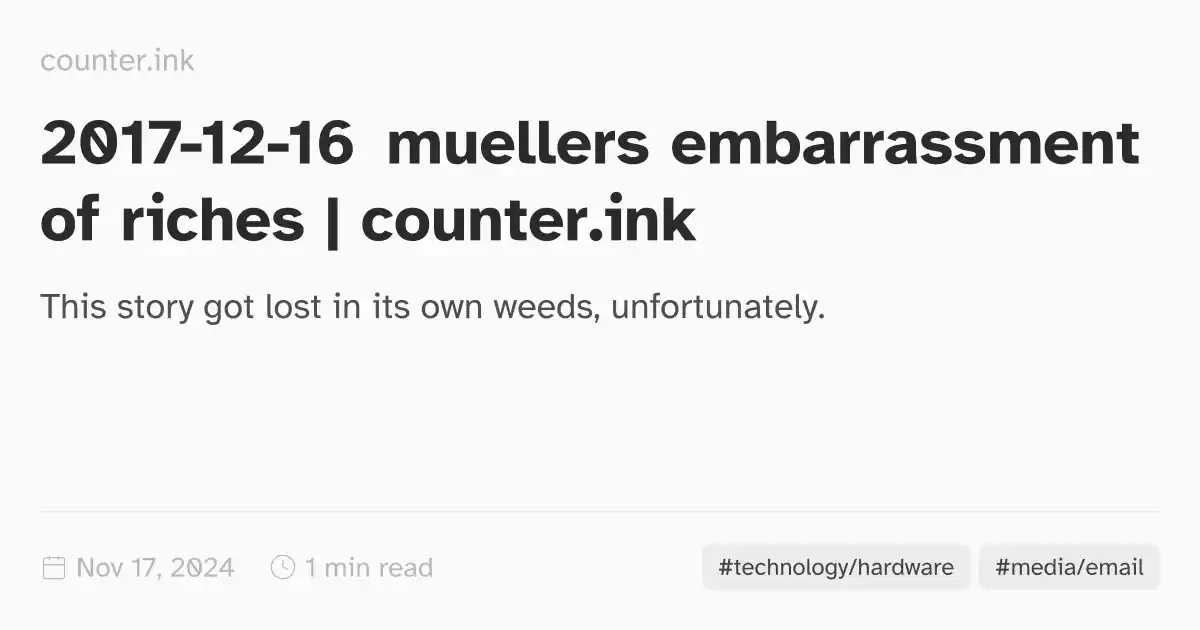 counter.ink
2017-12-16 muellers embarrassment
of riches | counter.ink
This story got lost in its own weeds, unfortunately.
Nov 17, 2024 1 min read #technology/hardware #media/email